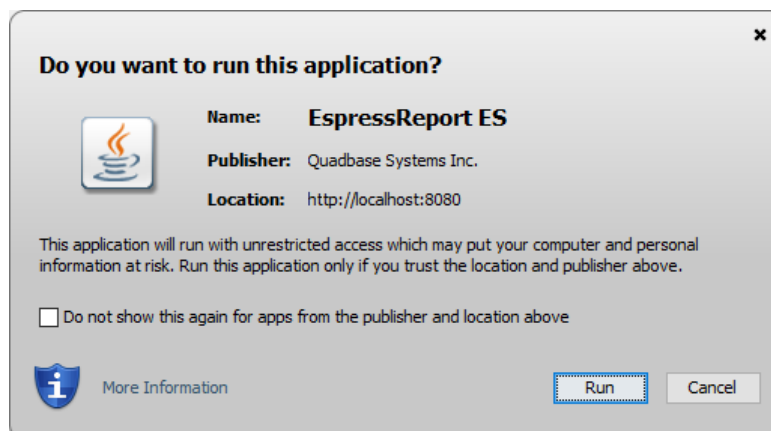 Do you want to run this application?
Name: EspressReport ES
Publisher: Quadbase Systems Inc.
Location: http://localhost:8080
This application will run with unrestricted access which may put your computer and personal
information at risk. Run this application only if you trust the location and publisher above.
Do not show this again for apps from the publisher and location above
More Information
Run
Cancel